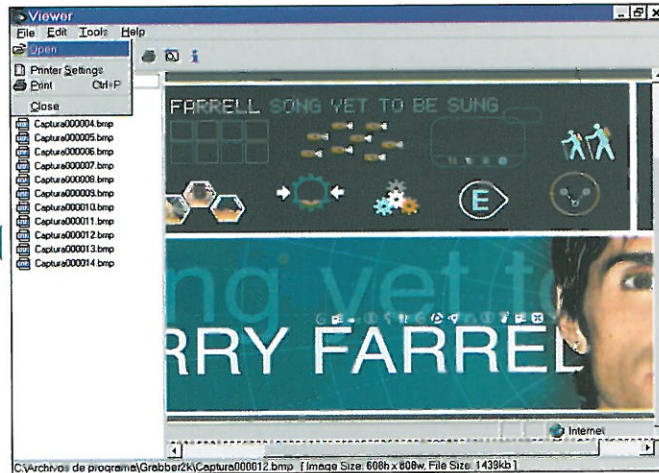 Viewer
File Edit Tools Help
Open
Printer Settings
Print Ctrl+P
Close
Captura000004.bmp
Captura000005.bmp
Captura000006.bmp
Captura000007.bmp
Captura000008.bmp
Captura000009.bmp
Captura000010.bmp
Captura000011.bmp
Captura000012.bmp
Captura000013.bmp
Captura000014.bmp
FARRELL SONG YET TO BE SUNG
E
ng yet to
RRY FARREL
Internet
C:\Archivos de programa\Grabber2k\Captura000012.bmp [Image Size: 608h x 808w, File Size: 1439kb]